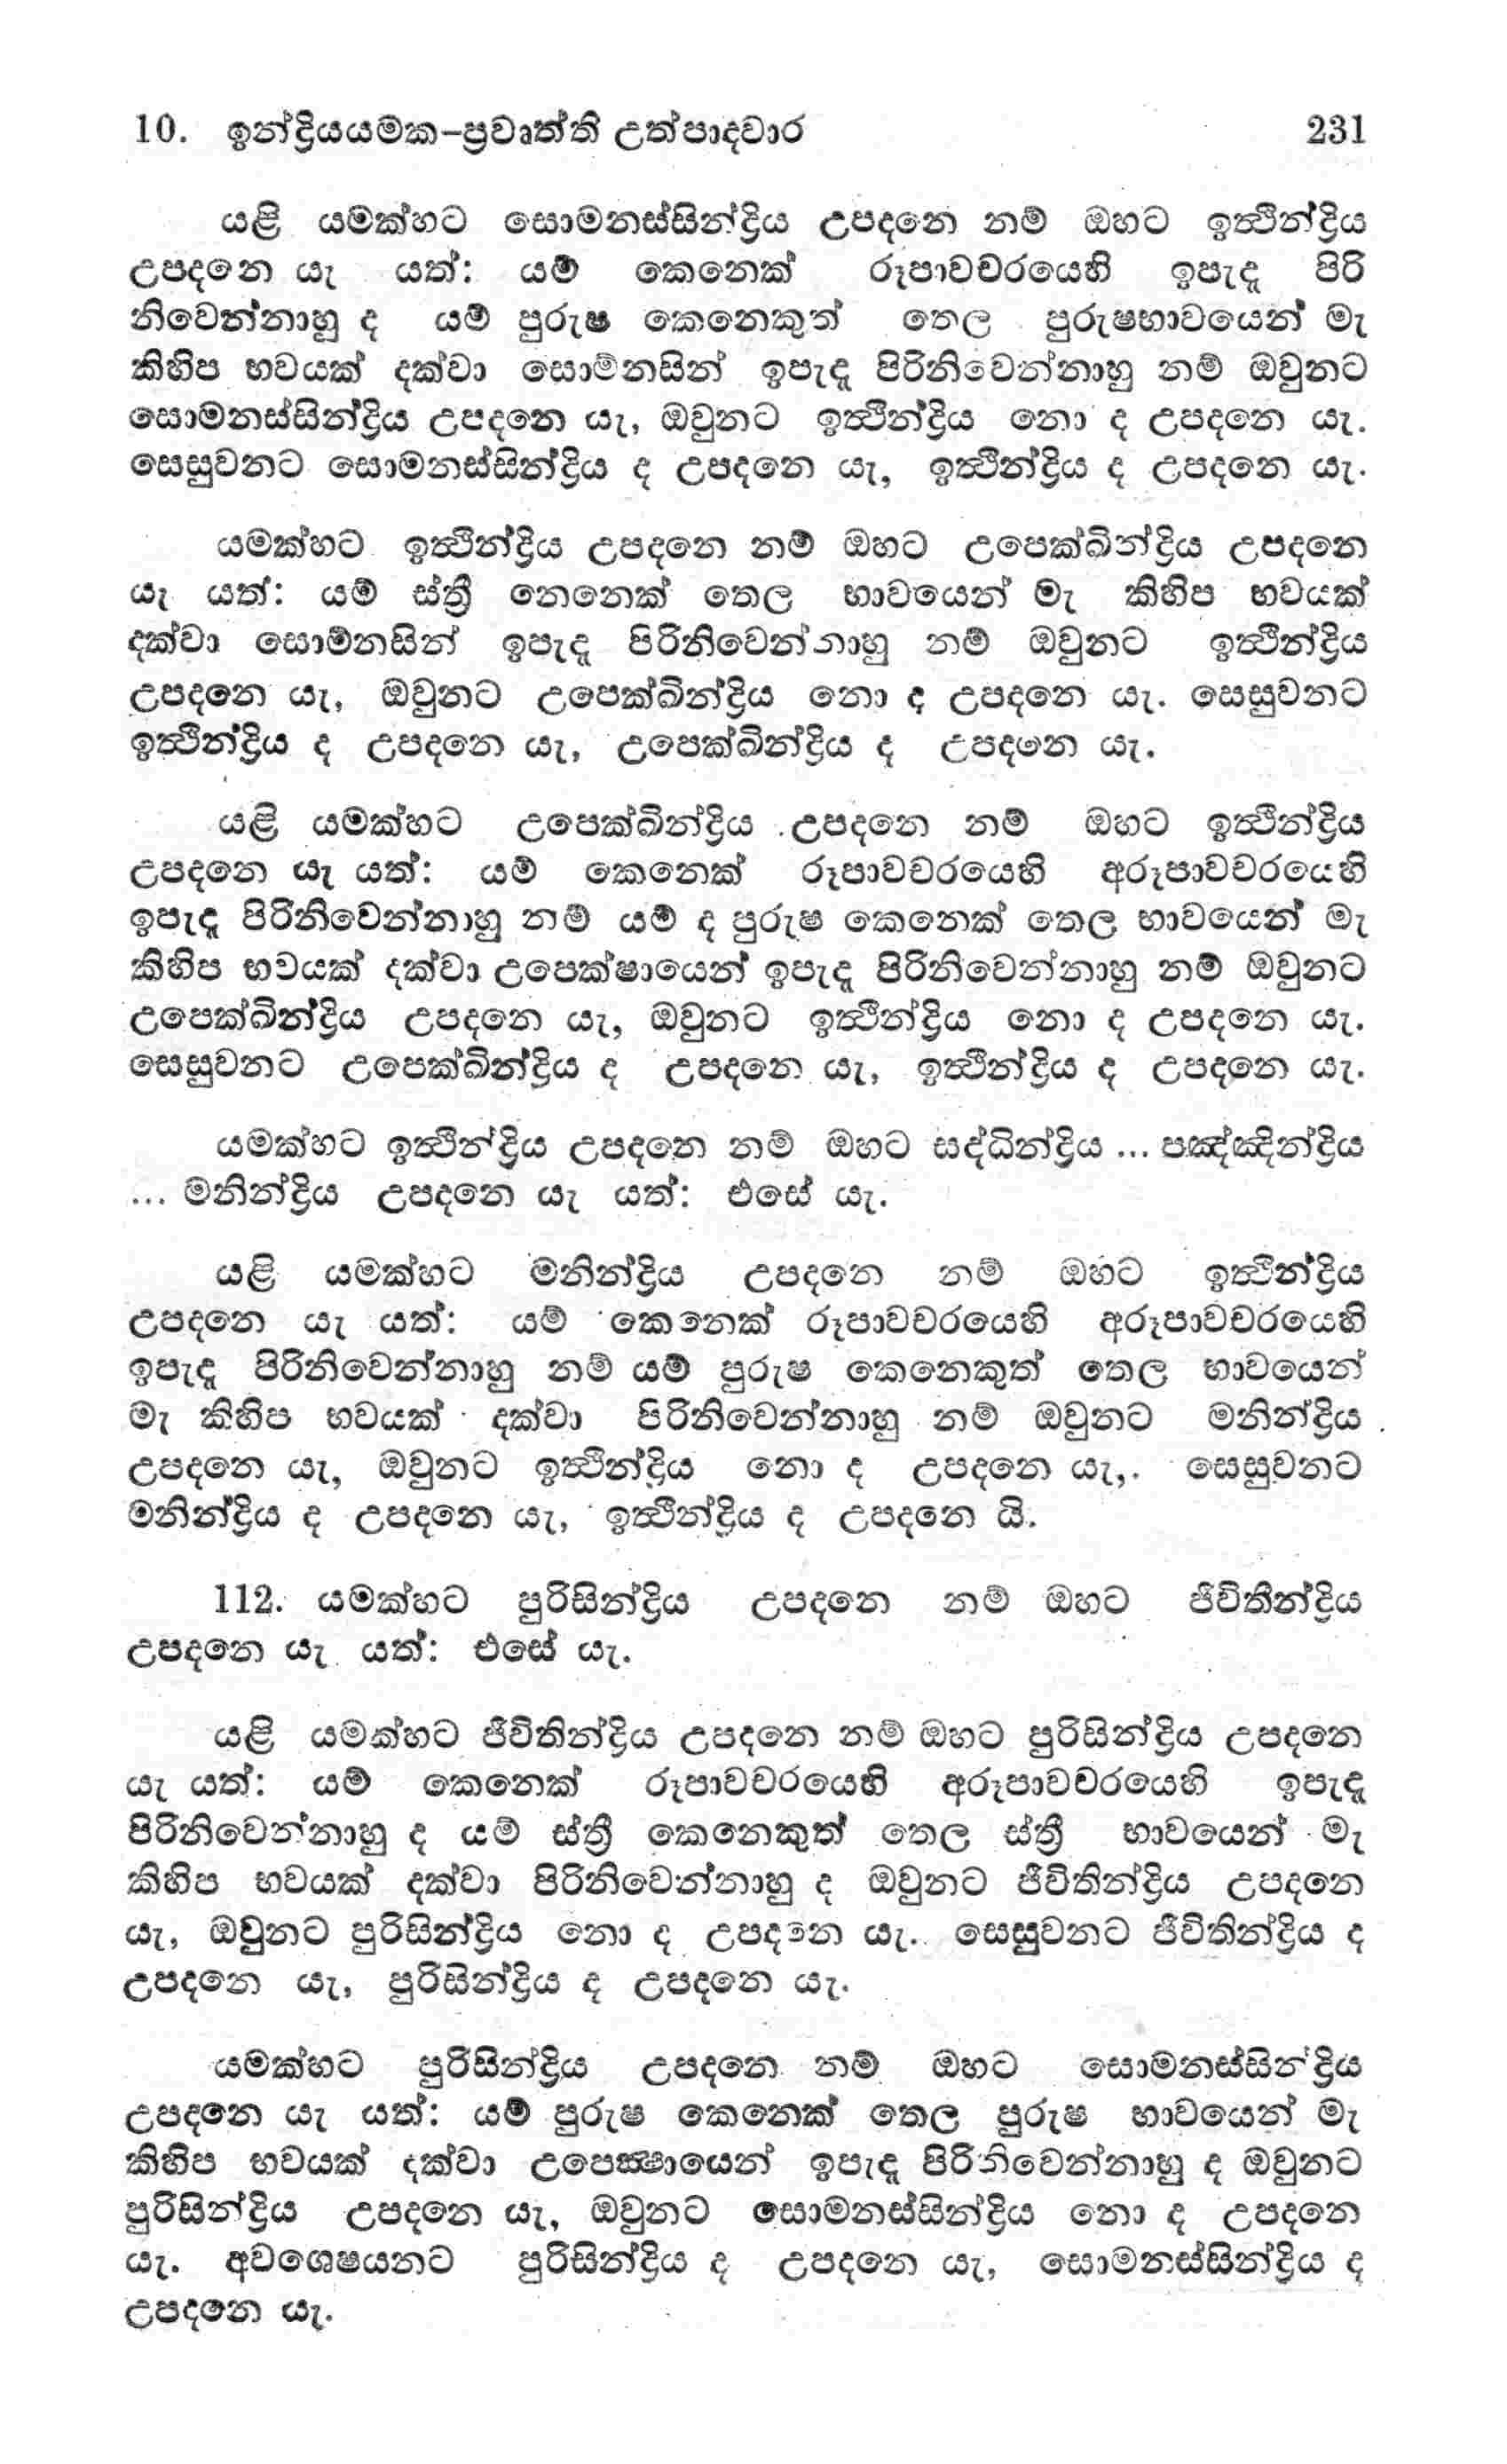 10. ඉන්ද්‍රියයමක-ප්‍රවෘත්ති උත්පාදවාර 231
යළි යමක්හට සොමනස්සින්ද්‍රිය උපදනෙ නම් ඔහට ඉත්‍ථින්ද්‍රිය
උපදනෙ යැ යත්: යම් කෙනෙක් රූපාවචරයෙහි ඉපැදූ පිරි
නිවෙන්නාහු ද යම් පුරුෂ කෙනෙකුත් තෙල පුරුෂභාවයෙන් මැ
කිහිප භවයක් දක්වා සොම්නසින් ඉපැදූ පිරිනිවෙන්නාහු නම් ඔවුනට
සොමනස්සින්ද්‍රිය උපදනෙ යැ, ඔවුනට ඉත්‍ථින්ද්‍රිය නො ද උපදනෙ යැ.
සෙසුවනට සොමනස්සින්ද්‍රිය ද උපදනෙ යැ, ඉත්‍ථින්ද්‍රිය ද උපදනෙ යැ.
යමක්හට ඉත්‍ථින්ද්‍රිය උපදනෙ නම් ඔහට උපෙක්ඛින්ද්‍රිය උපදනෙ
යැ යත්: යම් ස්ත්‍රී නෙනෙක් තෙල භාවයෙන් මැ කිහිප භවයක්
දක්වා සොම්නසින් ඉපැදූ පිරිනිවෙන්නාහු නම් ඔවුනට ඉත්‍ථින්ද්‍රිය
උපදනෙ යැ, ඔවුනට උපෙක්ඛින්ද්‍රිය නො ද උපදනෙ යැ. සෙසුවනට
ඉත්‍ථින්ද්‍රිය ද උපදනෙ යැ, උපෙක්ඛින්ද්‍රිය ද උපදනෙ යැ.
යළි යමක්හට උපෙක්ඛින්ද්‍රිය උපදනෙ නම් ඔහට ඉත්‍ථින්ද්‍රිය
උපදනෙ යැ යත්: යම් කෙනෙක් රූපාවචරයෙහි අරූපාවචරයෙහි
ඉපැදූ පිරිනිවෙන්නාහු නම් යම් ද පුරුෂ කෙනෙක් තෙල භාවයෙන් මැ
කිහිප භවයක් දක්වා උපෙක්ෂායෙන් ඉපැදූ පිරිනිවෙන්නාහු නම් ඔවුනට
උපෙක්ඛින්ද්‍රිය උපදනෙ යැ, ඔවුනට ඉත්‍ථින්ද්‍රිය නො ද උපදනෙ යැ.
සෙසුවනට උපෙක්ඛින්ද්‍රිය ද උපදනෙ යැ, ඉත්‍ථින්ද්‍රිය ද උපදනෙ යැ.
යමක්හට ඉත්‍ථින්ද්‍රිය උපදනෙ නම් ඔහට සද්ධින්ද්‍රිය ... පඤ්ඤින්ද්‍රිය
... මනින්ද්‍රිය උපදනෙ යැ යත්: එසේ යැ.
යළි යමක්හට මනින්ද්‍රිය උපදනෙ නම් ඔහට ඉත්‍ථින්ද්‍රිය
උපදනෙ යැ යත්: යම් කෙනෙක් රූපාවචරයෙහි අරූපාවචරයෙහි
ඉපැදූ පිරිනිවෙන්නාහු නම් යම් පුරුෂ කෙනෙකුත් තෙල භාවයෙන්
මැ කිහිප භවයක් දක්වා පිරිනිවෙන්නාහු නම් ඔවුනට මනින්ද්‍රිය
උපදනෙ යැ, ඔවුනට ඉත්‍ථින්ද්‍රිය නො ද උපදනෙ යැ,. සෙසුවනට
මනින්ද්‍රිය ද උපදනෙ යැ, ඉත්‍ථින්ද්‍රිය ද උපදනෙ යි.
112. යමක්හට පුරිසින්ද්‍රිය උපදනෙ නම් ඔහට ජීවිතින්ද්‍රිය
උපදනෙ යැ යත්: එසේ යැ.
යළි යමක්හට ජීවිතින්ද්‍රිය උපදනෙ නම් ඔහට පුරිසින්ද්‍රිය උපදනෙ
යැ යත්: යම් කෙනෙක් රූපාවචරයෙහි අරූපාවචරයෙහි ඉපැදූ
පිරිනිවෙන්නාහු ද යම් ස්ත්‍රී කෙනෙකුත් තෙල ස්ත්‍රී භාවයෙන් මැ
කිහිප භවයක් දක්වා පිරිනිවෙන්නාහු ද ඔවුනට ජීවිතින්ද්‍රිය උපදනෙ
යැ, ඔවුනට පුරිසින්ද්‍රිය නො ද උපදනෙ යැ. සෙසුවනට ජීවිතින්ද්‍රිය ද
උපදනෙ යැ, පුරිසින්ද්‍රිය ද උපදනෙ යැ.
යමක්හට පුරිසින්ද්‍රිය උපදනෙ නම් ඔහට සොමනස්සින්ද්‍රිය
උපදනෙ යැ යත්: යම් පුරුෂ කෙනෙක් තෙල පුරුෂ භාවයෙන් මැ
කිහිප භවයක් දක්වා උපෙක්‍ෂායෙන් ඉපැදූ පිරිනිවෙන්නාහු ද ඔවුනට
පුරිසින්ද්‍රිය උපදනෙ යැ, ඔවුනට සොමනස්සින්ද්‍රිය නො ද උපදනෙ
යැ. අවශෙෂයනට පුරිසින්ද්‍රිය ද උපදනෙ යැ, සොමනස්සින්ද්‍රිය ද
උපදනෙ යැ.